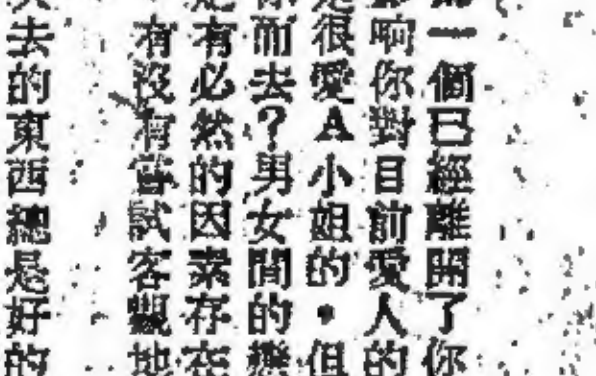 一個已經離開了你
响你對目前愛人的
很愛A小姐的•但
而去？男女間的戀
有必然的因素存在
有沒有嘗試客觀地
去的東西總是好的